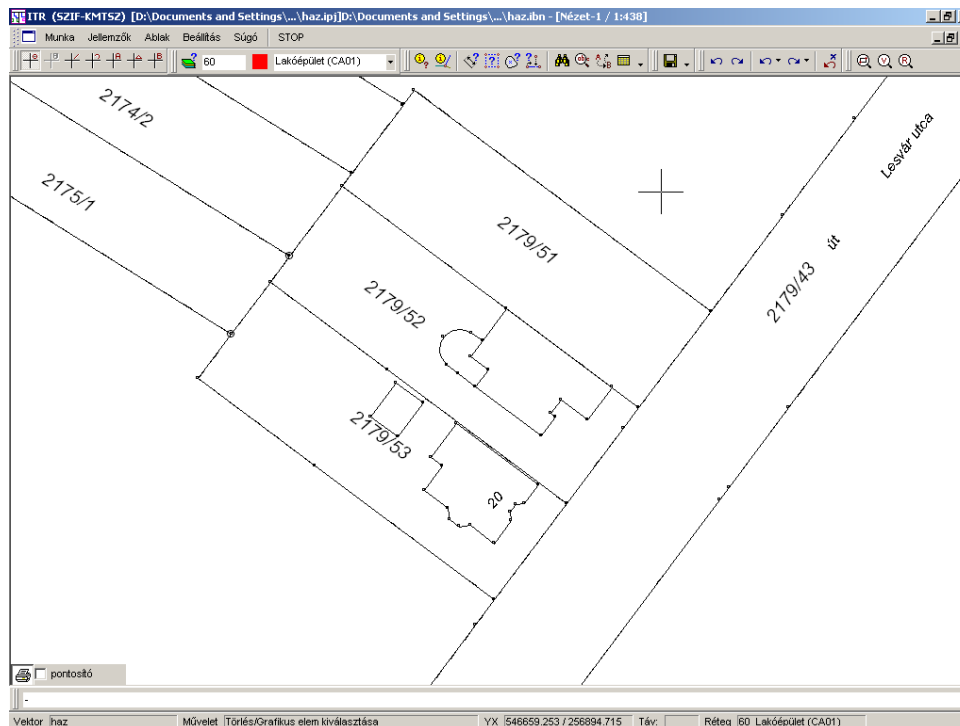 ITR (SZIF-KMTSZ) [D:\Documents and Settings\...\haz.ipj]D:\Documents and Settings\...\haz.ibn - [Nézet-1 / 1:438]
Munka Jellemzők Ablak Beállítás Súgó STOP
60 Lakóépület (CA01)
2174/2
Lesvár utca
2175/1
2179/51
út
2179/43
2179/52
2179/53
20
pontosító
-
Vektor haz Művelet Törlés/Grafikus elem kiválasztása YX 546659.253 / 256894.715 Táv: Réteg 60 Lakóépület (CA01)